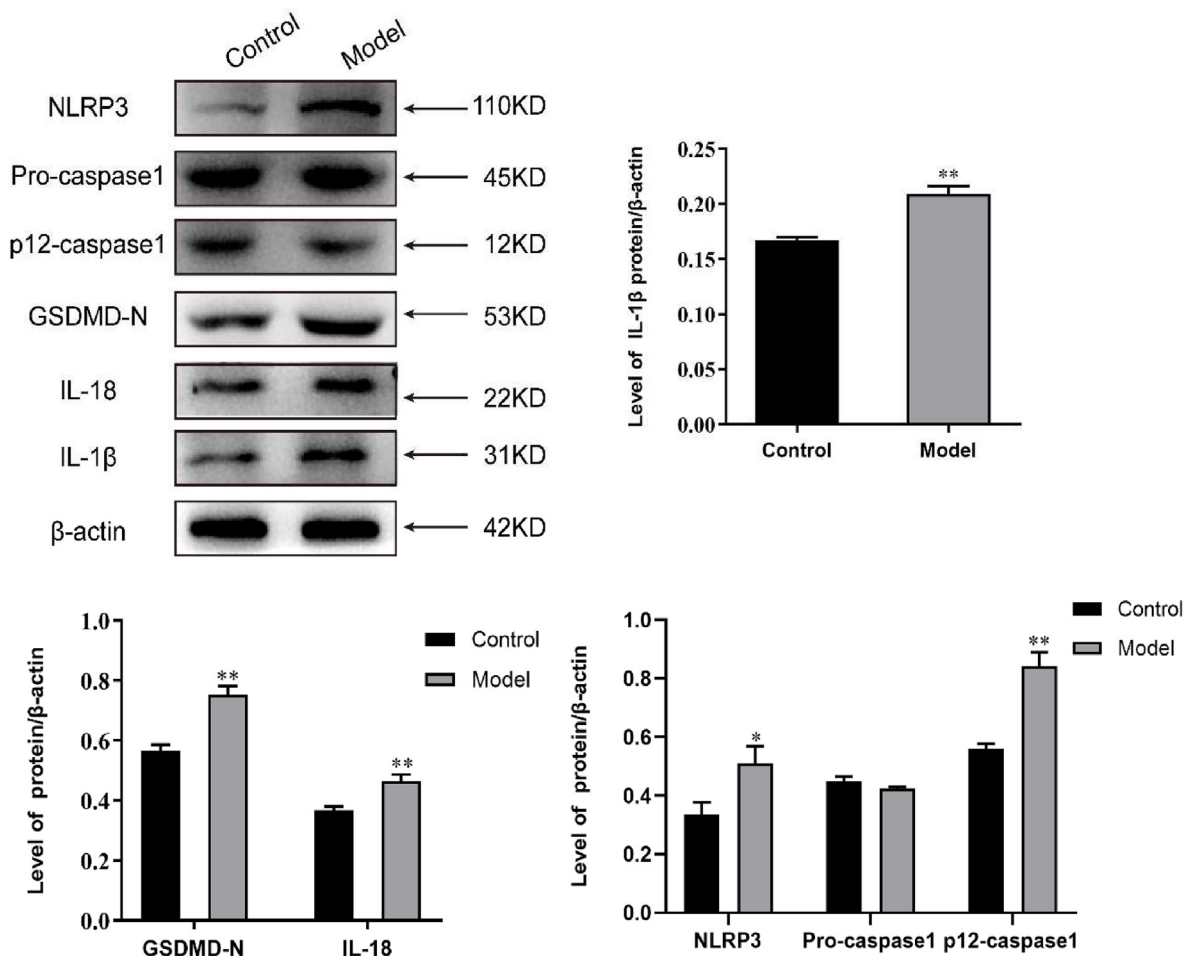 Control Model
NLRP3 110KD
Pro-caspase1 45KD
p12-caspase1 12KD
GSDMD-N 53KD
IL-18 22KD
IL-1β 31KD
β-actin 42KD
Level of IL-1β protein/β-actin
0.25
0.20
0.15
0.10
0.05
0.00
**
Control Model
Level of protein/β-actin
1.0
0.8
0.6
0.4
0.2
0.0
** **
Control
Model
GSDMD-N IL-18
Level of protein/β-actin
1.0
0.8
0.6
0.4
0.2
0.0
* **
Control
Model
NLRP3 Pro-caspase1 p12-caspase1